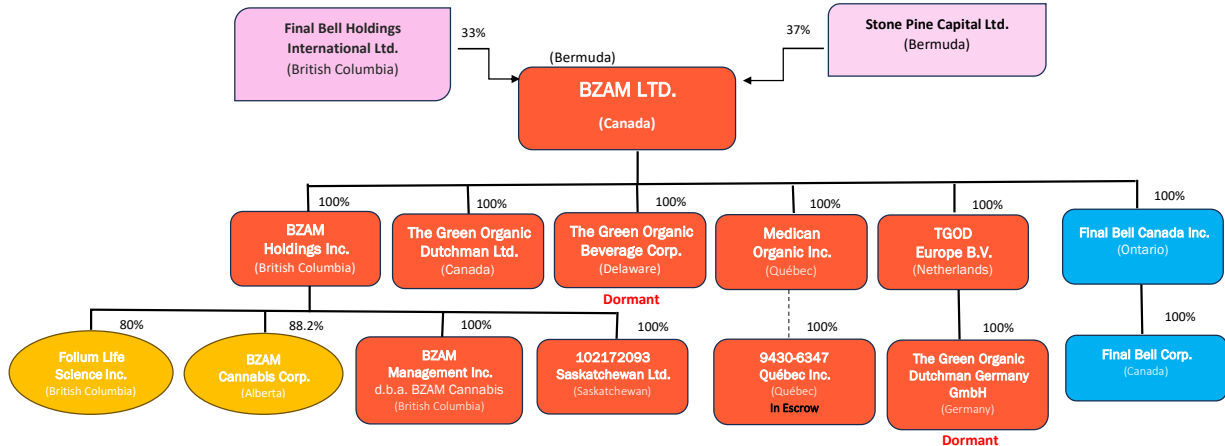 Final Bell Holdings
International Ltd.
(British Columbia)
33%
37%
Stone Pine Capital Ltd.
(Bermuda)
(Bermuda)
BZAM LTD.
(Canada)
100%
100%
100%
100%
100%
100%
BZAM
Holdings Inc.
(British Columbia)
The Green Organic
Dutchman Ltd.
(Canada)
The Green Organic
Beverage Corp.
(Delaware)
Dormant
Medican
Organic Inc.
(Québec)
TGOD
Europe B.V.
(Netherlands)
Final Bell Canada Inc.
(Ontario)
80%
88.2%
100%
100%
100%
100%
100%
Folium Life
Science Inc.
(British Columbia)
BZAM
Cannabis Corp.
(Alberta)
BZAM
Management Inc.
d.b.a. BZAM Cannabis
(British Columbia)
102172093
Saskatchewan Ltd.
(Saskatchewan)
9430-6347
Québec Inc.
(Québec)
In Escrow
The Green Organic
Dutchman Germany
GmbH
(Germany)
Dormant
Final Bell Corp.
(Canada)